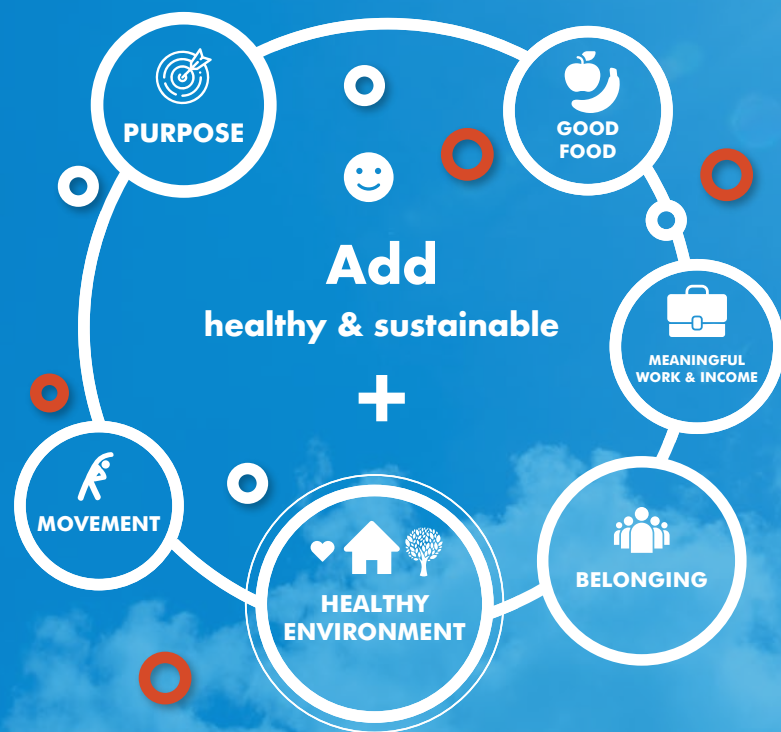 PURPOSE
GOOD
FOOD
Add
healthy & sustainable
+
MEANINGFUL
WORK & INCOME
MOVEMENT
BELONGING
HEALTHY
ENVIRONMENT